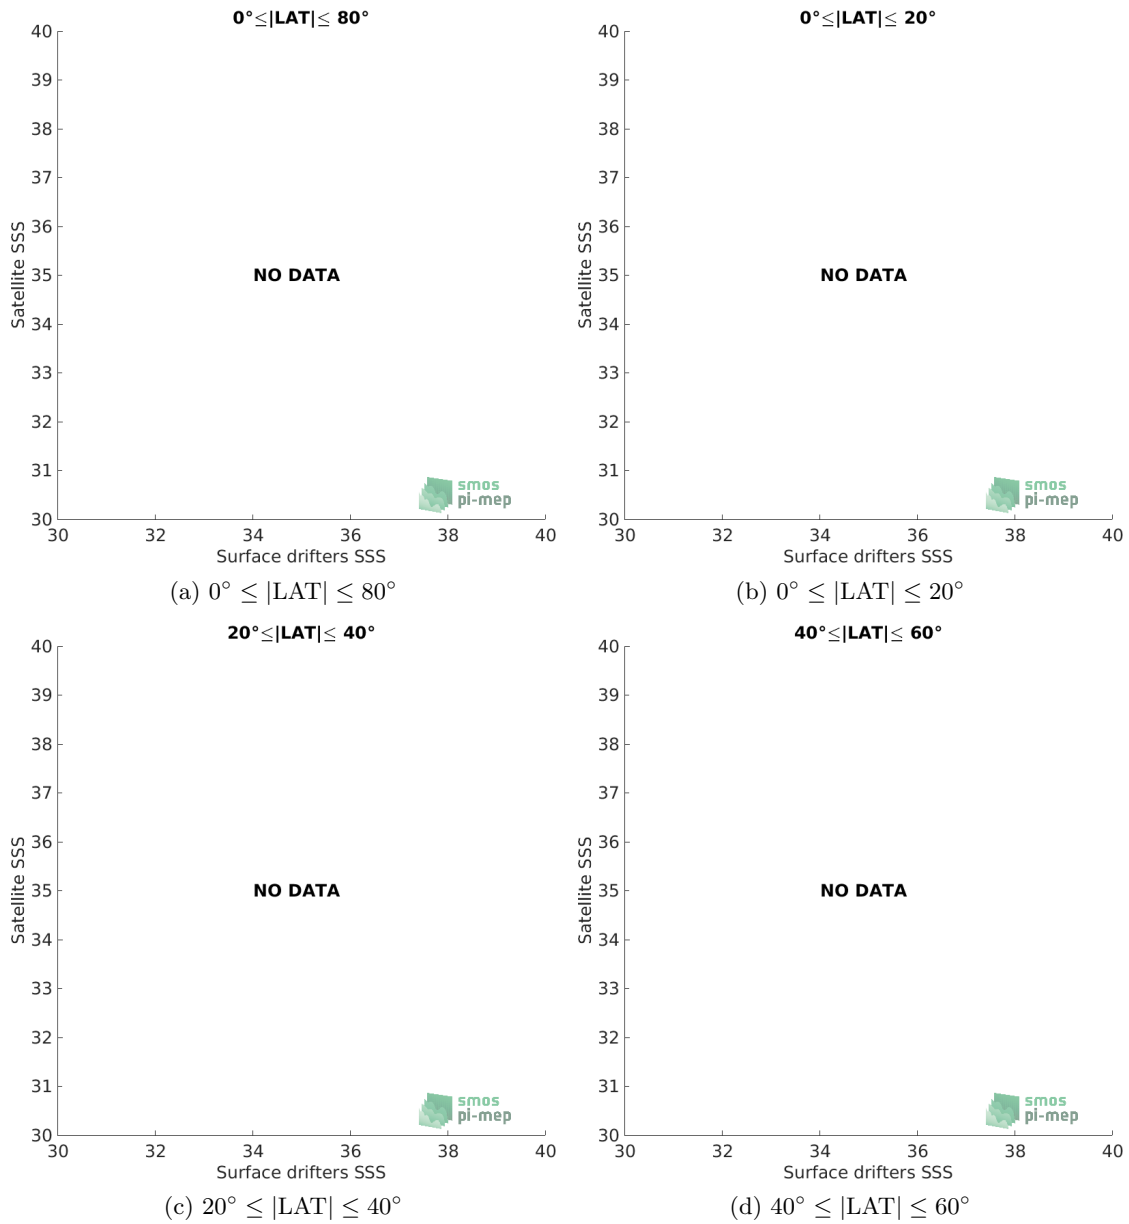 0°≤|LAT|≤ 80°
40
39
38
37
36
35
34
33
32
31
30
Satellite SSS
NO DATA
smos
pi-mep
30 32 34 36 38 40
Surface drifters SSS
(a) 0° ≤ |LAT| ≤ 80°
0°≤|LAT|≤ 20°
40
39
38
37
36
35
34
33
32
31
30
Satellite SSS
NO DATA
smos
pi-mep
30 32 34 36 38 40
Surface drifters SSS
(b) 0° ≤ |LAT| ≤ 20°
20°≤|LAT|≤ 40°
40
39
38
37
36
35
34
33
32
31
30
Satellite SSS
NO DATA
smos
pi-mep
30 32 34 36 38 40
Surface drifters SSS
(c) 20° ≤ |LAT| ≤ 40°
40°≤|LAT|≤ 60°
40
39
38
37
36
35
34
33
32
31
30
Satellite SSS
NO DATA
smos
pi-mep
30 32 34 36 38 40
Surface drifters SSS
(d) 40° ≤ |LAT| ≤ 60°